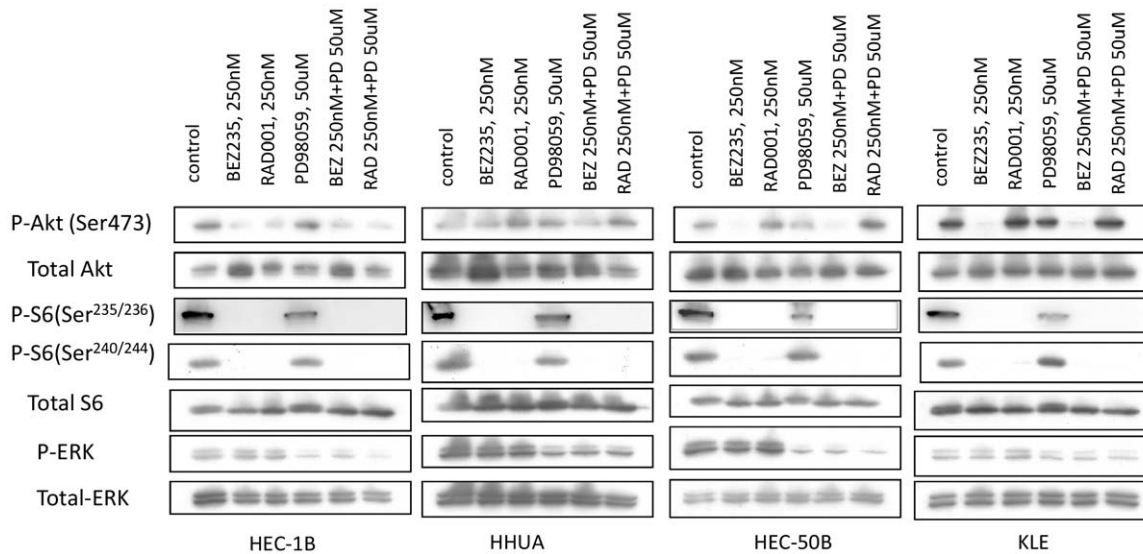 control
BEZ235, 250nM
RAD001, 250nM
PD98059, 50uM
BEZ 250nM+PD 50uM
RAD 250nM+PD 50uM
control
BEZ235, 250nM
RAD001, 250nM
PD98059, 50uM
BEZ 250nM+PD 50uM
RAD 250nM+PD 50uM
control
BEZ235, 250nM
RAD001, 250nM
PD98059, 50uM
BEZ 250nM+PD 50uM
RAD 250nM+PD 50uM
control
BEZ235, 250nM
RAD001, 250nM
PD98059, 50uM
BEZ 250nM+PD 50uM
RAD 250nM+PD 50uM
P-Akt (Ser473)
Total Akt
P-S6(Ser²³⁵/²³⁶)
P-S6(Ser²⁴⁰/²⁴⁴)
Total S6
P-ERK
Total-ERK
HEC-1B HHUA HEC-50B KLE